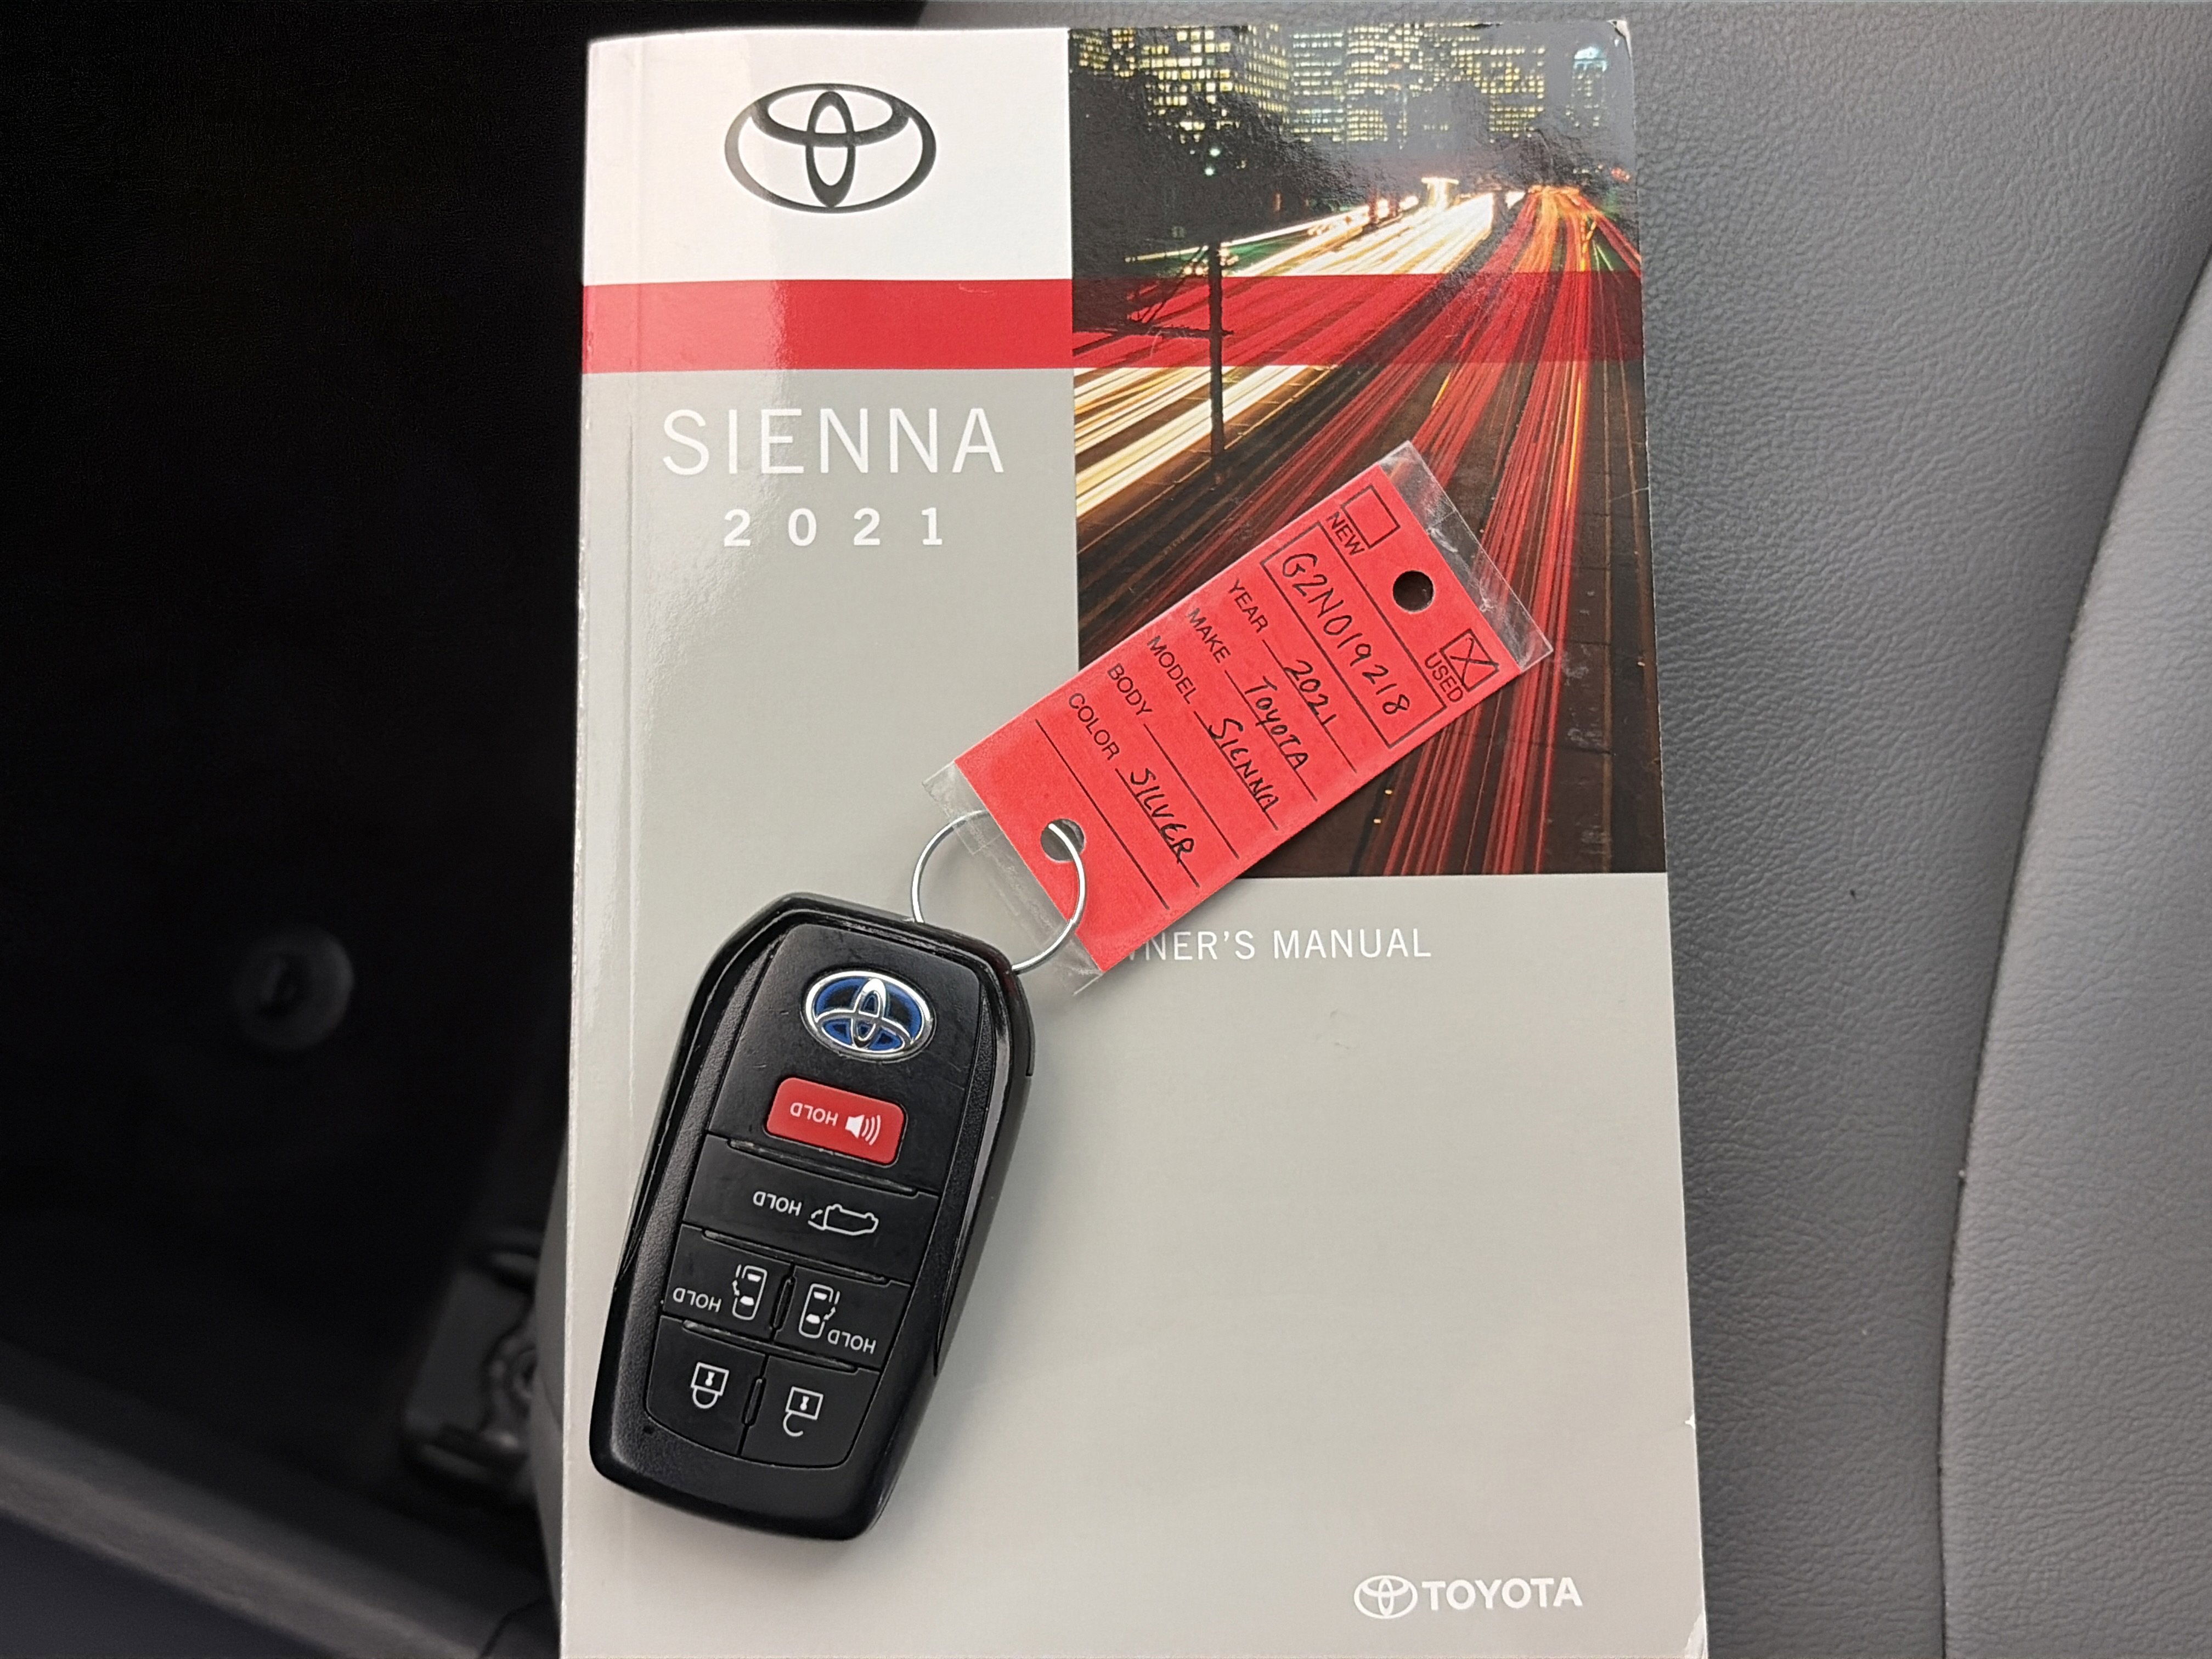 SIENNA
2021
NEW
USED
G2N019218
YEAR 2021
MAKE TOYOTA
MODEL SIENNA
BODY
COLOR SILVER
NER'S MANUAL
HOLD
HOLD
HOLD
HOLD
TOYOTA